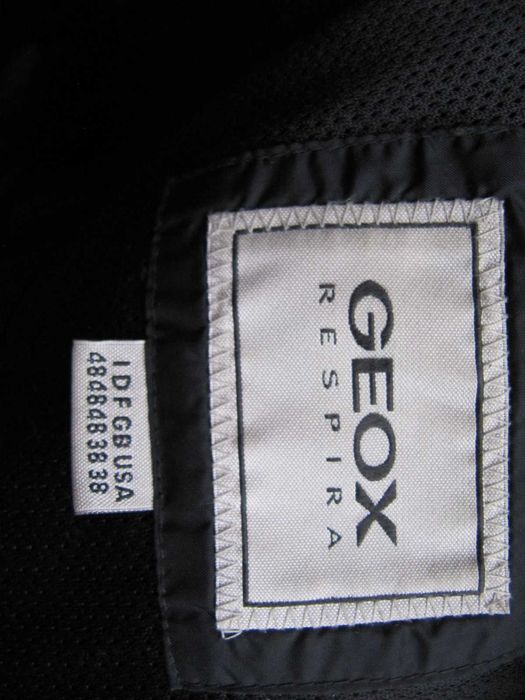 GEOX
RESPIRA
I D F GB USA
48 48 48 38 38